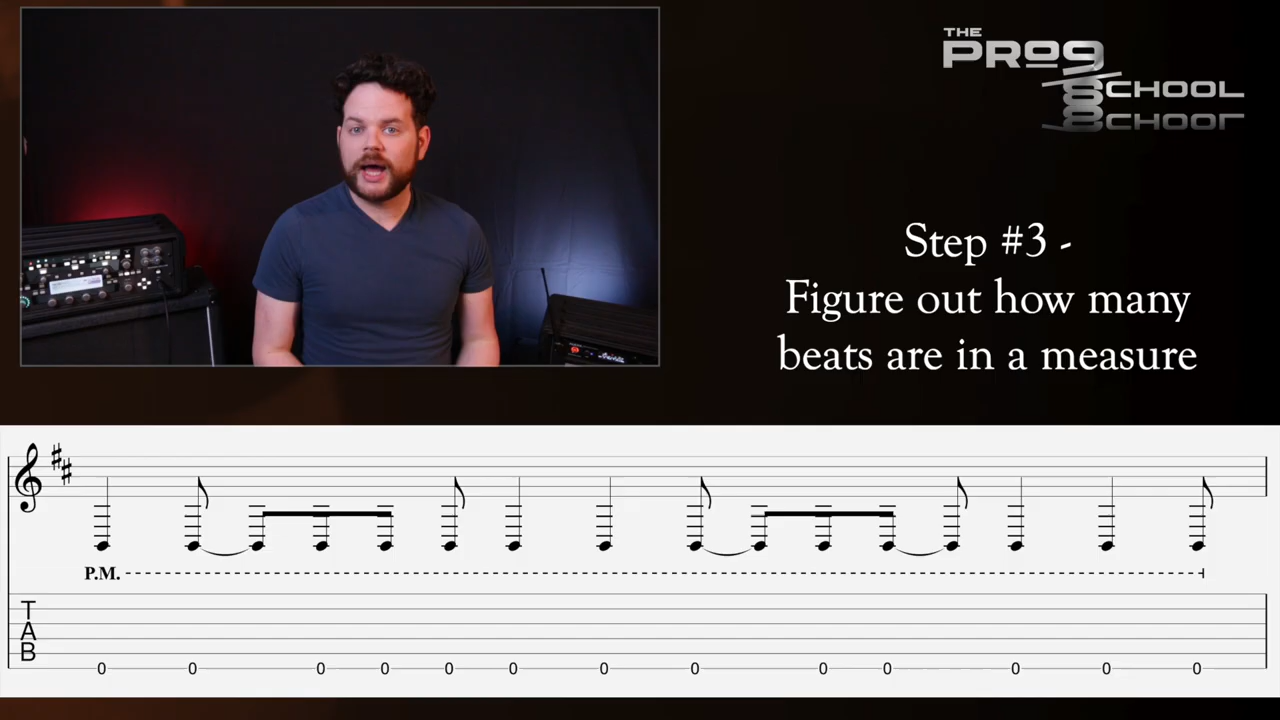 THE
PROG
SCHOOL
Step #3 -
Figure out how many
beats are in a measure
P.M.
T
A
B
0 0 0 0 0 0 0 0 0 0 0 0 0